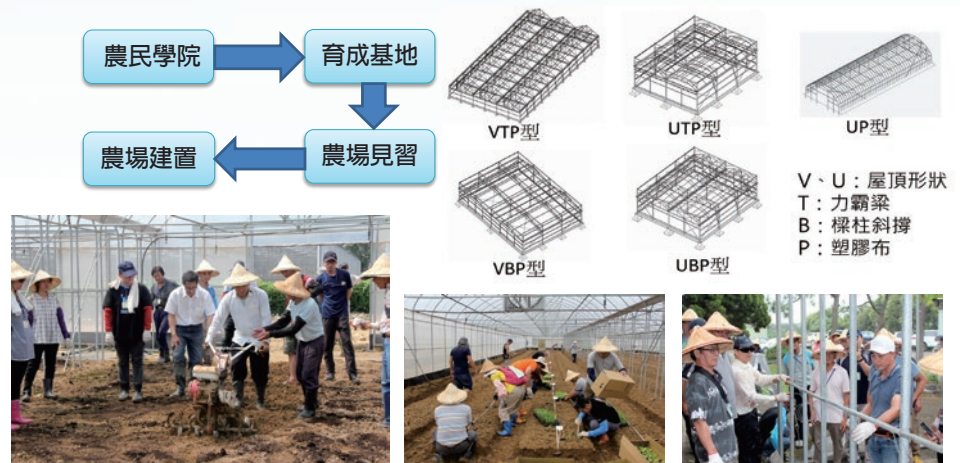 農民學院
育成基地
農場見習
農場建置
VTP型
UTP型
UP型
VBP型
UBP型
V、U：屋頂形狀
T：力霸粱
B：樑柱斜撐
P：塑膠布